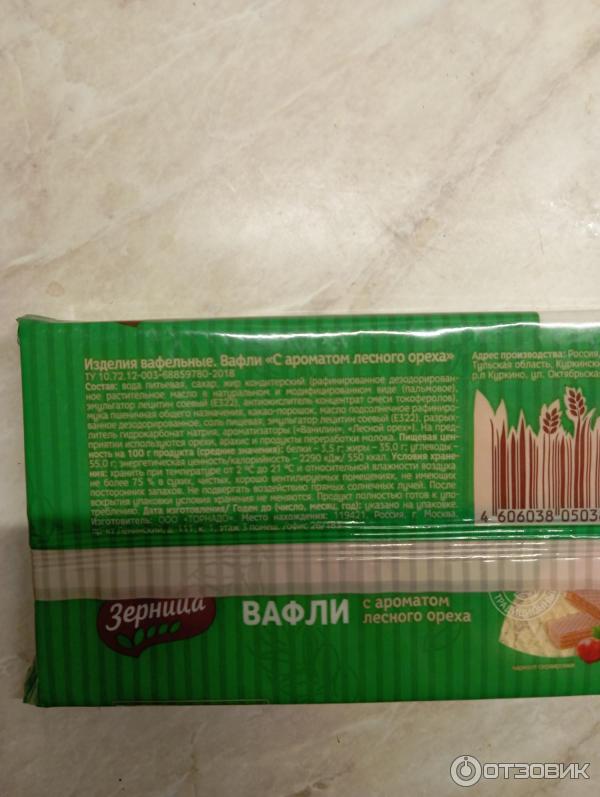 Изделия вафельные. Вафли «С ароматом лесного ореха»
ТУ 10.72.12-003-68859780-2018
Состав: вода питьевая, сахар, жир кондитерский (рафинированное дезодорирован-
ное растительное масло в натуральном и модифицированном виде (пальмовое),
эмульгатор лецитин соевый (Е322), антиокислитель концентрат смеси токоферолов),
мука пшеничная общего назначения, какао-порошок, масло подсолнечное рафиниро-
ванное дезодорированное, соль пищевая, эмульгатор лецитин соевый (Е322), разрых-
литель гидрокарбонат натрия, ароматизаторы («Ванилин», «Лесной орех»). На пред-
приятии используются орехи, арахис и продукты переработки молока. Пищевая цен-
ность на 100 г продукта (средние значения): белки – 3,5 г; жиры – 35,0 г; углеводы –
55,0 г; энергетическая ценность/калорийность – 2290 кДж/ 550 ккал. Условия хране-
ния: хранить при температуре от 2 °С до 21 °С и относительной влажности воздуха
не более 75 % в сухих, чистых, хорошо вентилируемых помещениях, не имеющих
посторонних запахов. Не подвергать воздействию прямых солнечных лучей. После
вскрытия упаковки условия хранения не меняются. Продукт полностью готов к упо-
треблению. Дата изготовления/ Годен до (число, месяц, год): указано на упаковке.
Изготовитель: ООО «ТОРНАДО». Место нахождения: 119421, Россия, г. Москва,
Адрес производства: Россия,
Тульская область, Куркински
р.п Куркино, ул. Октябрьская
4 606038 0503
Зерница
ВАФЛИ
с ароматом
лесного ореха
вариант сервировки
ОТЗОВИК